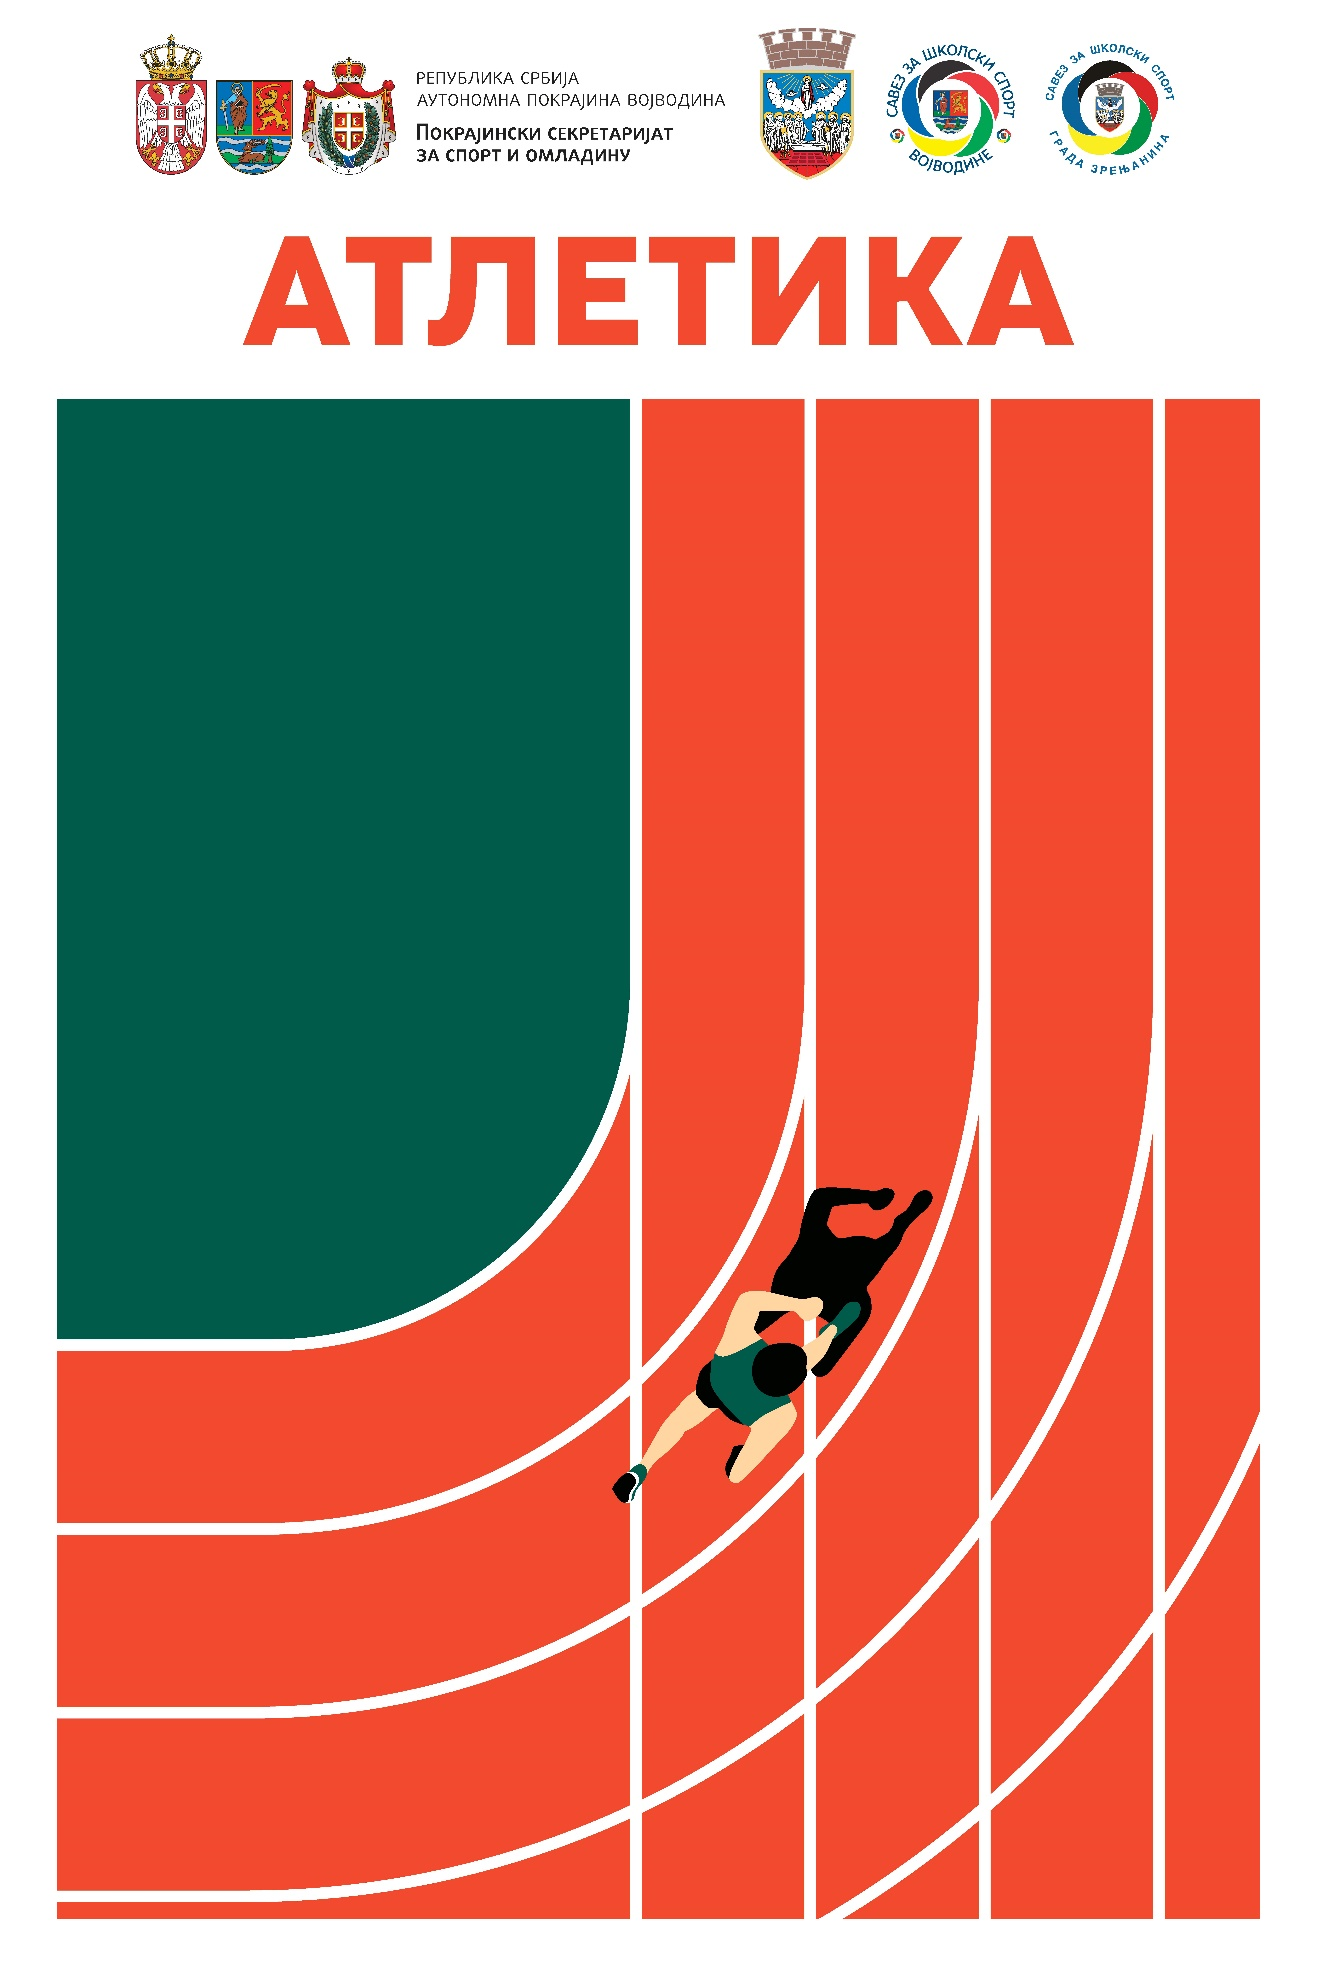 РЕПУБЛИКА СРБИЈА
АУТОНОМНА ПОКРАЈИНА ВОЈВОДИНА
ПОКРАЈИНСКИ СЕКРЕТАРИЈАТ
ЗА СПОРТ И ОМЛАДИНУ
САВЕЗ ЗА ШКОЛСКИ СПОРТ
ВОЈВОДИНЕ
САВЕЗ ЗА ШКОЛСКИ СПОРТ
ГРАДА ЗРЕЊАНИНА
АТЛЕТИКА